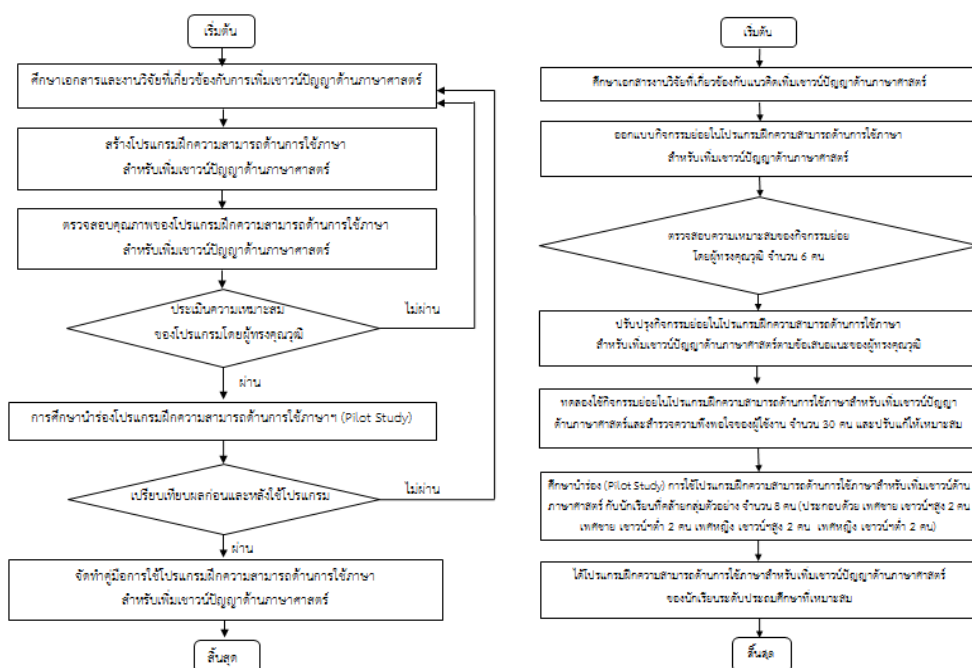 เริ่มต้น
ศึกษาเอกสารและงานวิจัยที่เกี่ยวข้องกับการเพิ่มเชาวน์ปัญญาด้านภาษาศาสตร์
สร้างโปรแกรมฝึกความสามารถด้านการใช้ภาษา
สำหรับเพิ่มเชาวน์ปัญญาด้านภาษาศาสตร์
ตรวจสอบคุณภาพของโปรแกรมฝึกความสามารถด้านการใช้ภาษา
สำหรับเพิ่มเชาวน์ปัญญาด้านภาษาศาสตร์
ประเมินความเหมาะสม
ของโปรแกรมโดยผู้ทรงคุณวุฒิ
ไม่ผ่าน
ผ่าน
การศึกษานำร่องโปรแกรมฝึกความสามารถด้านการใช้ภาษาฯ (Pilot Study)
เปรียบเทียบผลก่อนและหลังใช้โปรแกรม
ไม่ผ่าน
ผ่าน
จัดทำคู่มือการใช้โปรแกรมฝึกความสามารถด้านการใช้ภาษา
สำหรับเพิ่มเชาวน์ปัญญาด้านภาษาศาสตร์
สิ้นสุด
เริ่มต้น
ศึกษาเอกสารงานวิจัยที่เกี่ยวข้องกับแนวคิดเพิ่มเชาวน์ปัญญาด้านภาษาศาสตร์
ออกแบบกิจกรรมย่อยในโปรแกรมฝึกความสามารถด้านการใช้ภาษา
สำหรับเพิ่มเชาวน์ปัญญาด้านภาษาศาสตร์
ตรวจสอบความเหมาะสมของกิจกรรมย่อย
โดยผู้ทรงคุณวุฒิ จำนวน 6 คน
ปรับปรุงกิจกรรมย่อยในโปรแกรมฝึกความสามารถด้านการใช้ภาษา
สำหรับเพิ่มเชาวน์ปัญญาด้านภาษาศาสตร์ตามข้อเสนอแนะของผู้ทรงคุณวุฒิ
ทดลองใช้กิจกรรมย่อยในโปรแกรมฝึกความสามารถด้านการใช้ภาษาสำหรับเพิ่มเชาวน์ปัญญา
ด้านภาษาศาสตร์และสำรวจความพึงพอใจของผู้ใช้งาน จำนวน 30 คน และปรับแก้ให้เหมาะสม
ศึกษานำร่อง (Pilot Study) การใช้โปรแกรมฝึกความสามารถด้านการใช้ภาษาสำหรับเพิ่มเชาวน์ด้าน
ภาษาศาสตร์ กับนักเรียนที่คล้ายกลุ่มตัวอย่าง จำนวน 8 คน (ประกอบด้วย เพศชาย เชาวน์ฯสูง 2 คน
เพศชาย เชาวน์ฯต่ำ 2 คน เพศหญิง เชาวน์ฯสูง 2 คน เพศหญิง เชาวน์ฯต่ำ 2 คน)
ได้โปรแกรมฝึกความสามารถด้านการใช้ภาษาสำหรับเพิ่มเชาวน์ปัญญาด้านภาษาศาสตร์
ของนักเรียนระดับประถมศึกษาที่เหมาะสม
สิ้นสุด